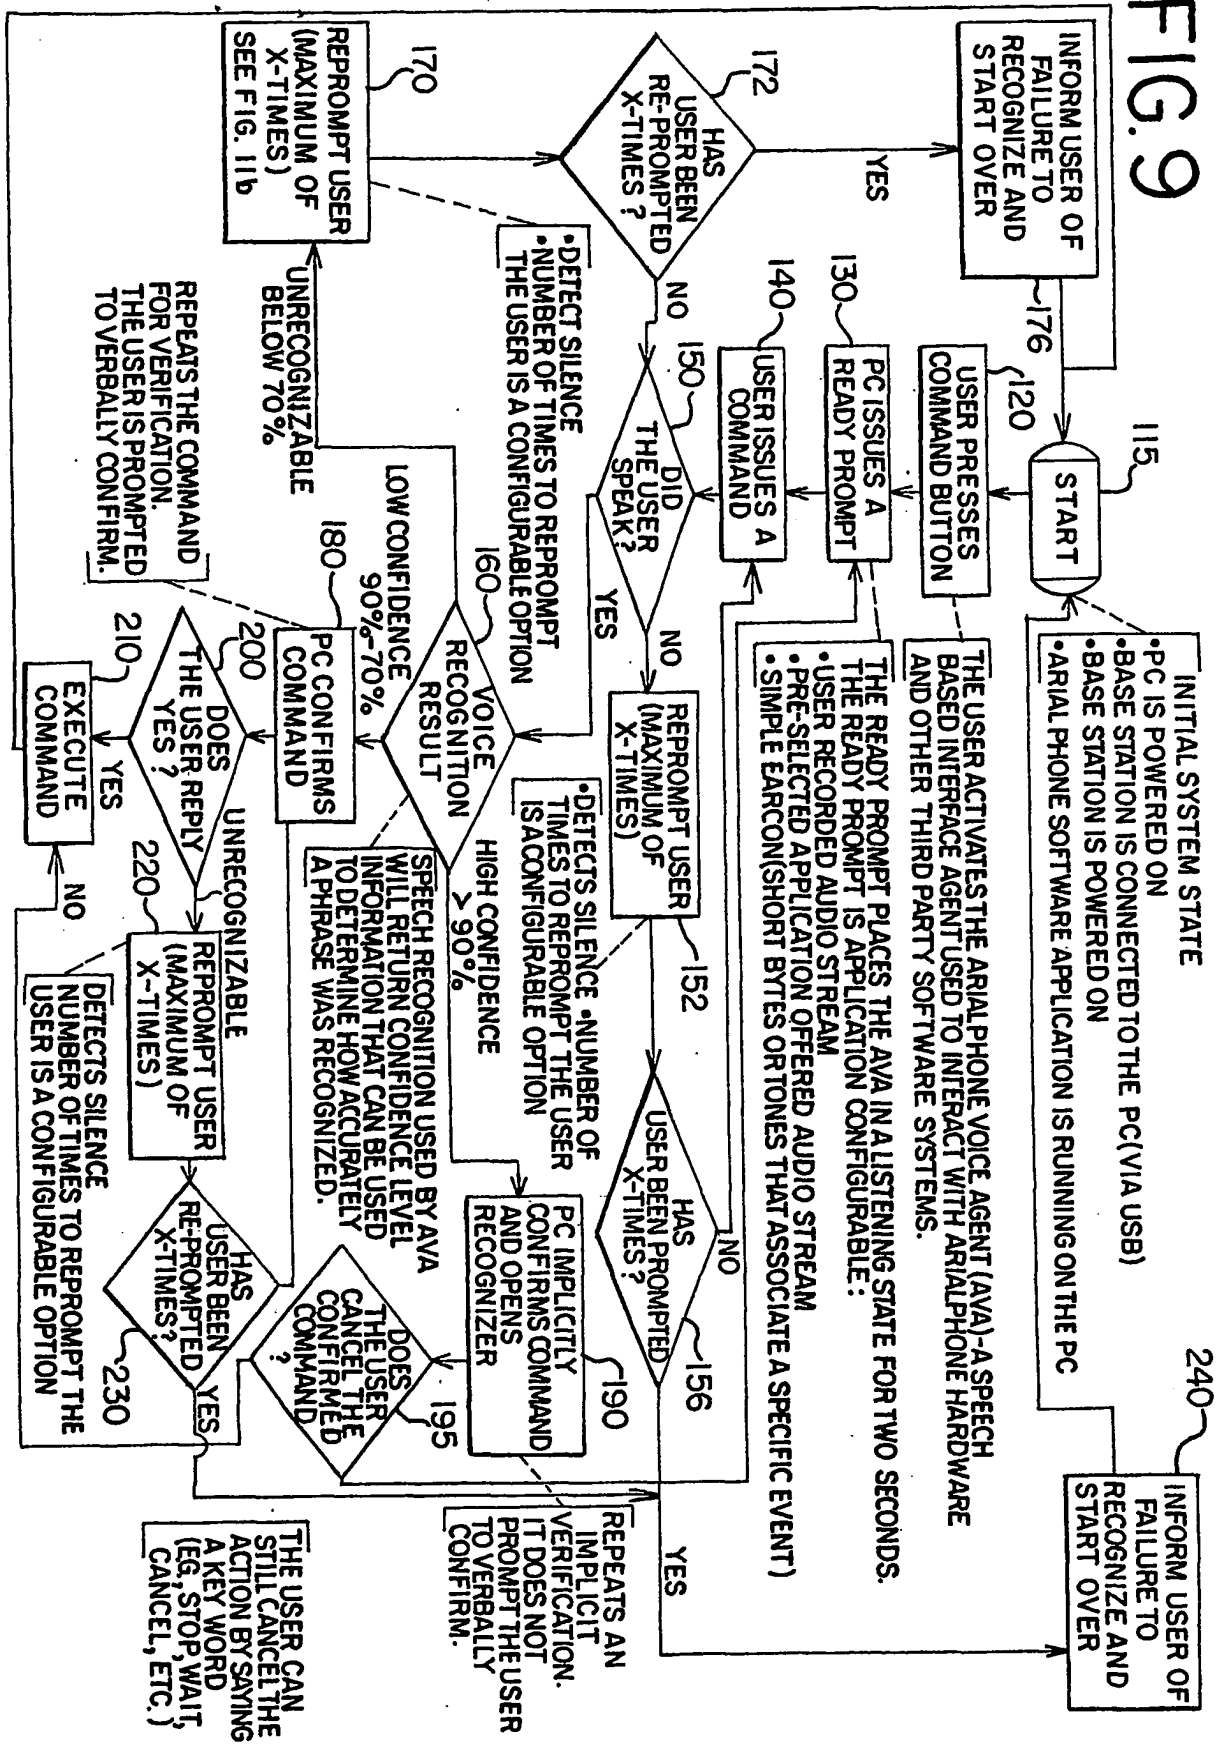 FIG. 9
INFORM USER OF
FAILURE TO
RECOGNIZE AND
START OVER
176
115
START
INITIAL SYSTEM STATE
•PC IS POWERED ON
•BASE STATION IS CONNECTED TO THE PC(VIA USB)
•BASE STATION IS POWERED ON
•ARIAL PHONE SOFTWARE APPLICATION IS RUNNING ON THE PC
240
INFORM USER OF
FAILURE TO
RECOGNIZE AND
START OVER
120
USER PRESSES
COMMAND BUTTON
THE USER ACTIVATES THE ARIALPHONE VOICE AGENT (AVA)-A SPEECH
BASED INTERFACE AGENT USED TO INTERACT WITH ARIALPHONE HARDWARE
AND OTHER THIRD PARTY SOFTWARE SYSTEMS.
130
PC ISSUES A
READY PROMPT
THE READY PROMPT PLACES THE AVA IN A LISTENING STATE FOR TWO SECONDS.
THE READY PROMPT IS APPLICATION CONFIGURABLE:
•USER RECORDED AUDIO STREAM
•PRE-SELECTED APPLICATION OFFERED AUDIO STREAM
•SIMPLE EARCON(SHORT BYTES OR TONES THAT ASSOCIATE A SPECIFIC EVENT)
140
USER ISSUES A
COMMAND
YES
172
HAS
USER BEEN
RE-PROMPTED
X-TIMES ?
NO
150
DID
THE USER
SPEAK?
NO
YES
REPROMPT USER
(MAXIMUM OF
X-TIMES)
152
•DETECTS SILENCE •NUMBER OF
TIMES TO REPROMPT THE USER
IS A CONFIGURABLE OPTION
HAS
USER BEEN PROMPTED
X-TIMES?
156
NO
YES
170
REPROMPT USER
(MAXIMUM OF
X-TIMES)
SEE FIG. 11b
•DETECT SILENCE
•NUMBER OF TIMES TO REPROMPT
THE USER IS A CONFIGURABLE OPTION
UNRECOGNIZABLE
BELOW 70%
160
VOICE
RECOGNITION
RESULT
LOW CONFIDENCE
90%-70%
HIGH CONFIDENCE
> 90%
SPEECH RECOGNITION USED BY AVA
WILL RETURN CONFIDENCE LEVEL
INFORMATION THAT CAN BE USED
TO DETERMINE HOW ACCURATELY
A PHRASE WAS RECOGNIZED.
PC IMPLICITLY
CONFIRMS COMMAND
AND OPENS
RECOGNIZER
190
REPEATS AN
IMPLICIT
VERIFICATION.
IT DOES NOT
PROMPT THE USER
TO VERBALLY
CONFIRM.
195
DOES
THE USER
CANCEL THE
CONFIRMED
COMMAND
?
THE USER CAN
STILL CANCEL THE
ACTION BY SAYING
A KEY WORD
(EG, STOP, WAIT,
CANCEL, ETC.)
REPEATS THE COMMAND
FOR VERIFICATION.
THE USER IS PROMPTED
TO VERBALLY CONFIRM.
180
PC CONFIRMS
COMMAND
200
DOES
THE USER REPLY
YES ?
UNRECOGNIZABLE
YES
210
EXECUTE
COMMAND
NO
220
REPROMPT USER
(MAXIMUM OF
X-TIMES)
DETECTS SILENCE
NUMBER OF TIMES TO REPROMPT THE
USER IS A CONFIGURABLE OPTION
HAS
USER BEEN
RE-PROMPTED
X-TIMES?
230
YES